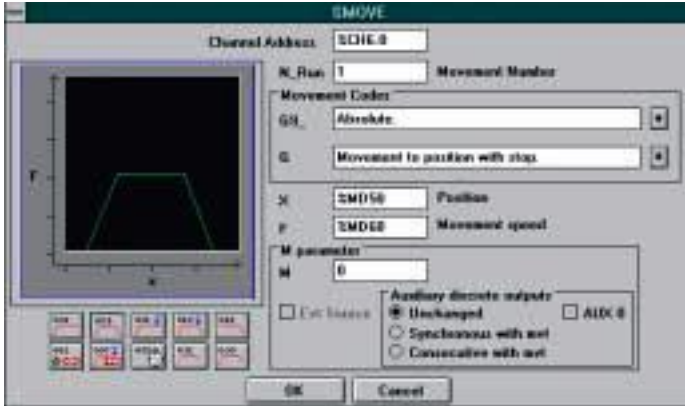 SMOVE
Channel Address %CH6.0
N_Run 1 Movement Number
Movement Codes
G9_ Absolute.
G Movement to position with stop.
X %MD50 Position
F %MD60 Movement speed
M parameter
M 0
Auxiliary discrete outputs
Unchanged
AUX 0
Synchronous with mvt
Consecutive with mvt
F
OK Cancel